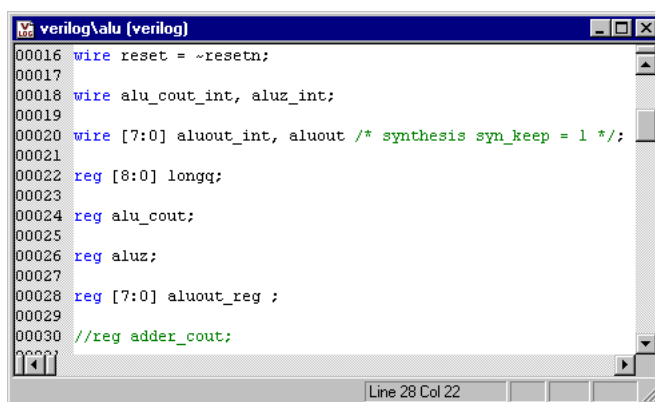 verilog\alu (verilog)
00016 wire reset = ~resetn;
00017
00018 wire alu_cout_int, aluz_int;
00019
00020 wire [7:0] aluout_int, aluout /* synthesis syn_keep = 1 */;
00021
00022 reg [8:0] longq;
00023
00024 reg alu_cout;
00025
00026 reg aluz;
00027
00028 reg [7:0] aluout_reg ;
00029
00030 //reg adder_cout;
Line 28 Col 22